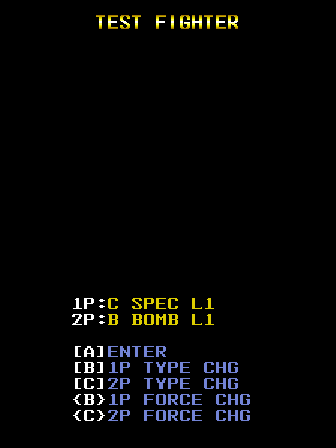 TEST FIGHTER
1P:C SPEC L1
2P:B BOMB L1
[A]ENTER
[B]1P TYPE CHG
[C]2P TYPE CHG
(B)1P FORCE CHG
(C)2P FORCE CHG